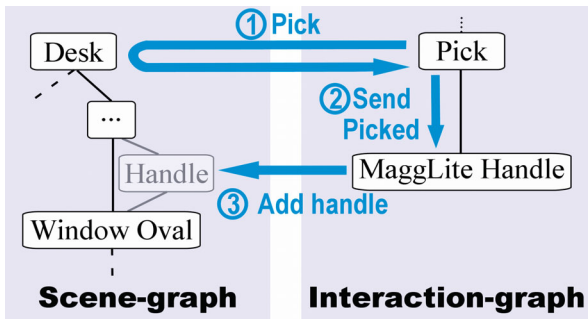 ① Pick
Desk
Pick
② Send
Picked
...
Handle
MaggLite Handle
③ Add handle
Window Oval
Scene-graph
Interaction-graph